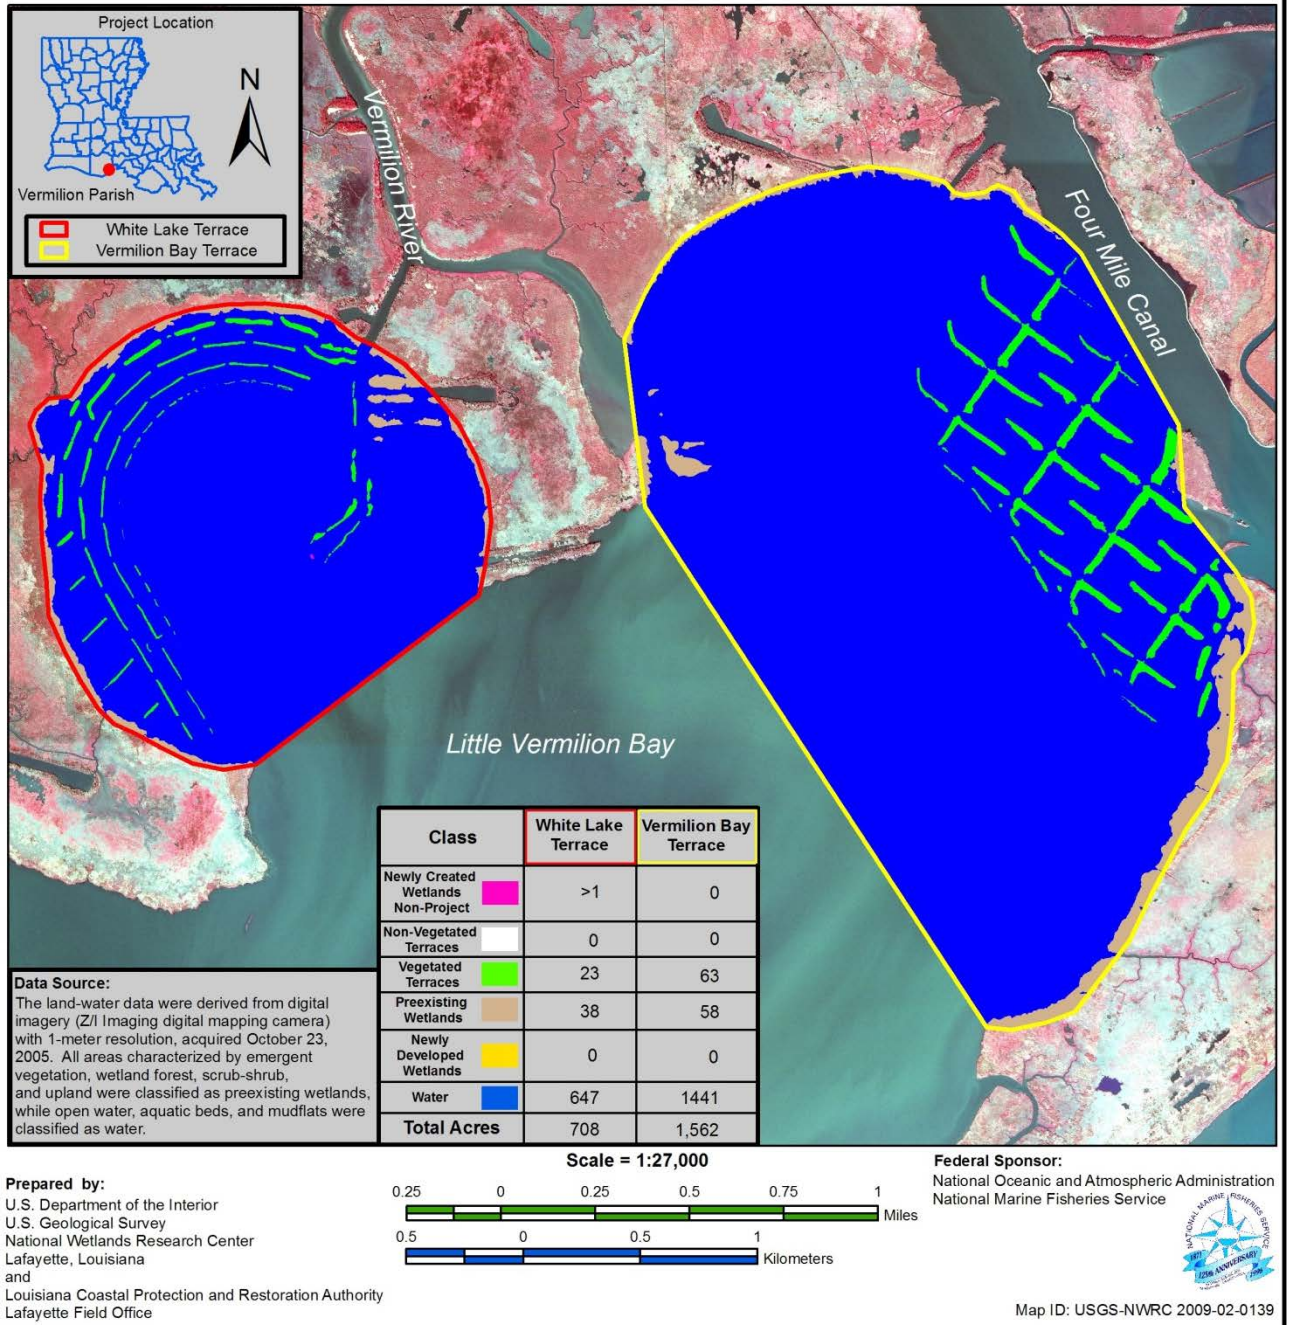 Project Location
N
Vermilion Parish
White Lake Terrace
Vermilion Bay Terrace
Vermilion River
Four Mile Canal
Little Vermilion Bay
Class
White Lake
Terrace
Vermilion Bay
Terrace
Newly Created
Wetlands
Non-Project
>1
0
Non-Vegetated
Terraces
0
0
Vegetated
Terraces
23
63
Preexisting
Wetlands
38
58
Newly
Developed
Wetlands
0
0
Water
647
1441
Total Acres
708
1,562
Data Source:
The land-water data were derived from digital
imagery (Z/I Imaging digital mapping camera)
with 1-meter resolution, acquired October 23,
2005.  All areas characterized by emergent
vegetation, wetland forest, scrub-shrub,
and upland were classified as preexisting wetlands,
while open water, aquatic beds, and mudflats were
classified as water.
Scale = 1:27,000
0.25 0 0.25 0.5 0.75 1
Miles
0.5 0 0.5 1
Kilometers
Prepared by:
U.S. Department of the Interior
U.S. Geological Survey
National Wetlands Research Center
Lafayette, Louisiana
and
Louisiana Coastal Protection and Restoration Authority
Lafayette Field Office
Federal Sponsor:
National Oceanic and Atmospheric Administration
National Marine Fisheries Service
NATIONAL MARINE FISHERIES SERVICE
1871
125th ANNIVERSARY
1996
Map ID: USGS-NWRC 2009-02-0139